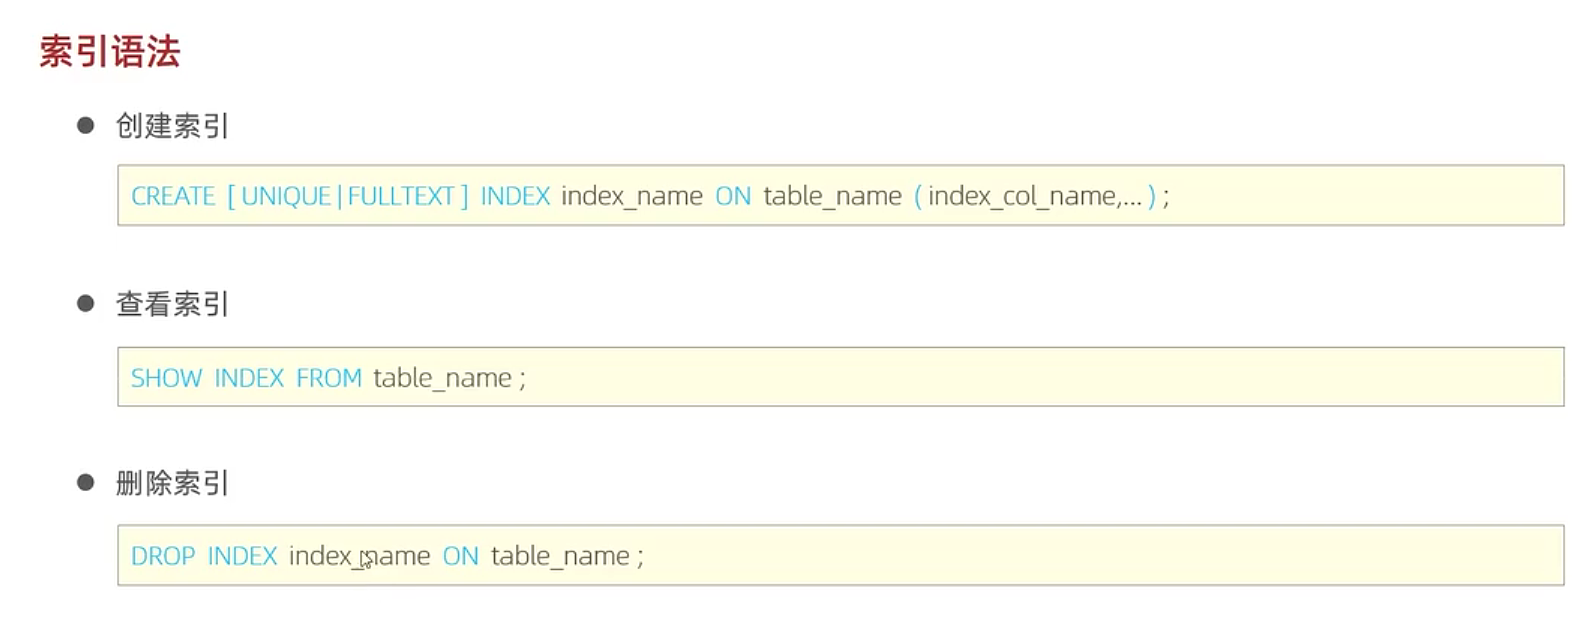 索引语法
● 创建索引
CREATE [ UNIQUE | FULLTEXT ] INDEX index_name ON table_name ( index_col_name,... ) ;
● 查看索引
SHOW INDEX FROM table_name ;
● 删除索引
DROP INDEX index_name ON table_name ;